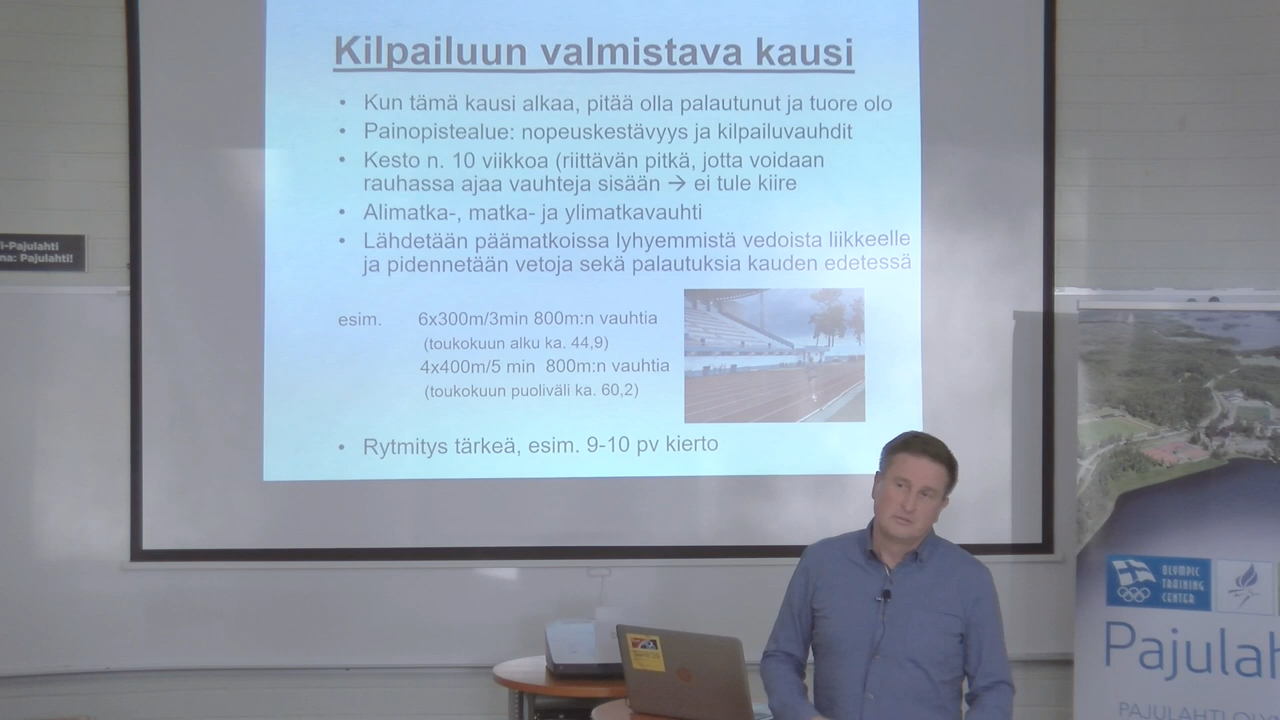 Kilpailuun valmistava kausi
• Kun tämä kausi alkaa, pitää olla palautunut ja tuore olo
• Painopistealue: nopeuskestävyys ja kilpailuvauhdit
• Kesto n. 10 viikkoa (riittävän pitkä, jotta voidaan
rauhassa ajaa vauhteja sisään → ei tule kiire
• Alimatka-, matka- ja ylimatkavauhti
• Lähdetään päämatkoissa lyhyemmistä vedoista liikkeelle
ja pidennetään vetoja sekä palautuksia kauden edetessä
esim. 6x300m/3min 800m:n vauhtia
(toukokuun alku ka. 44,9)
4x400m/5 min 800m:n vauhtia
(toukokuun puoliväli ka. 60,2)
• Rytmitys tärkeä, esim. 9-10 pv kierto
i-Pajulahti
na: Pajulahti!
OLYMPIC
TRAINING
CENTER
Pajulah
PAJULAHTI OLY